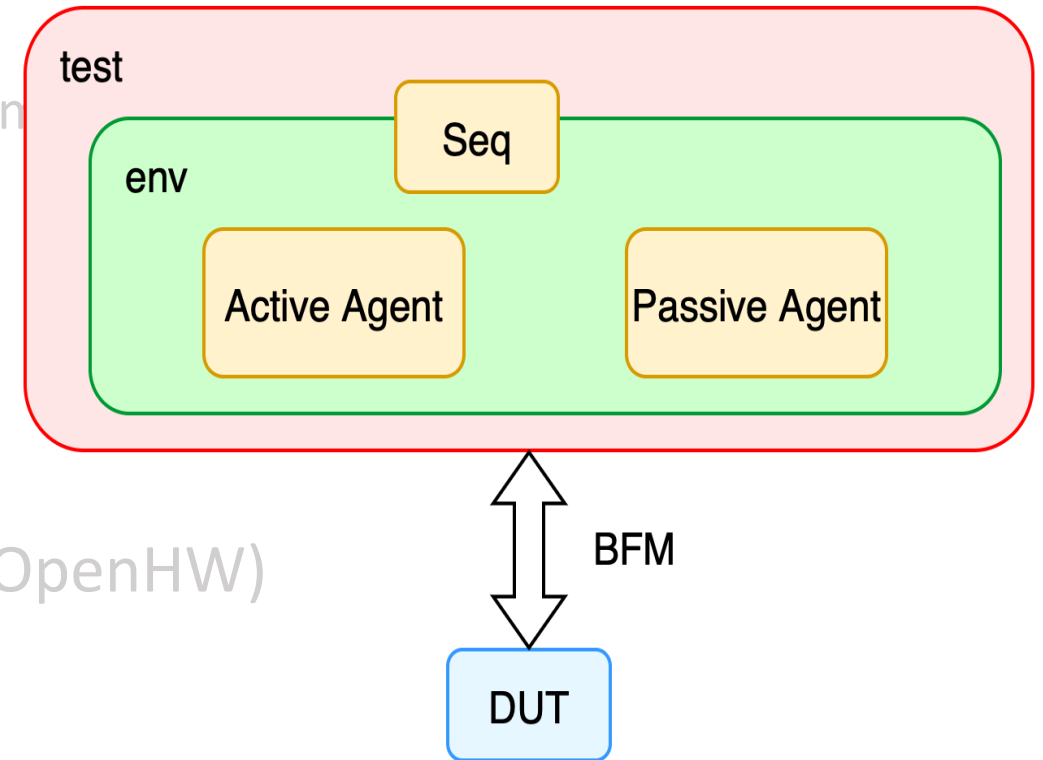 test
Seq
env
Active Agent
Passive Agent
BFM
OpenHW)
DUT